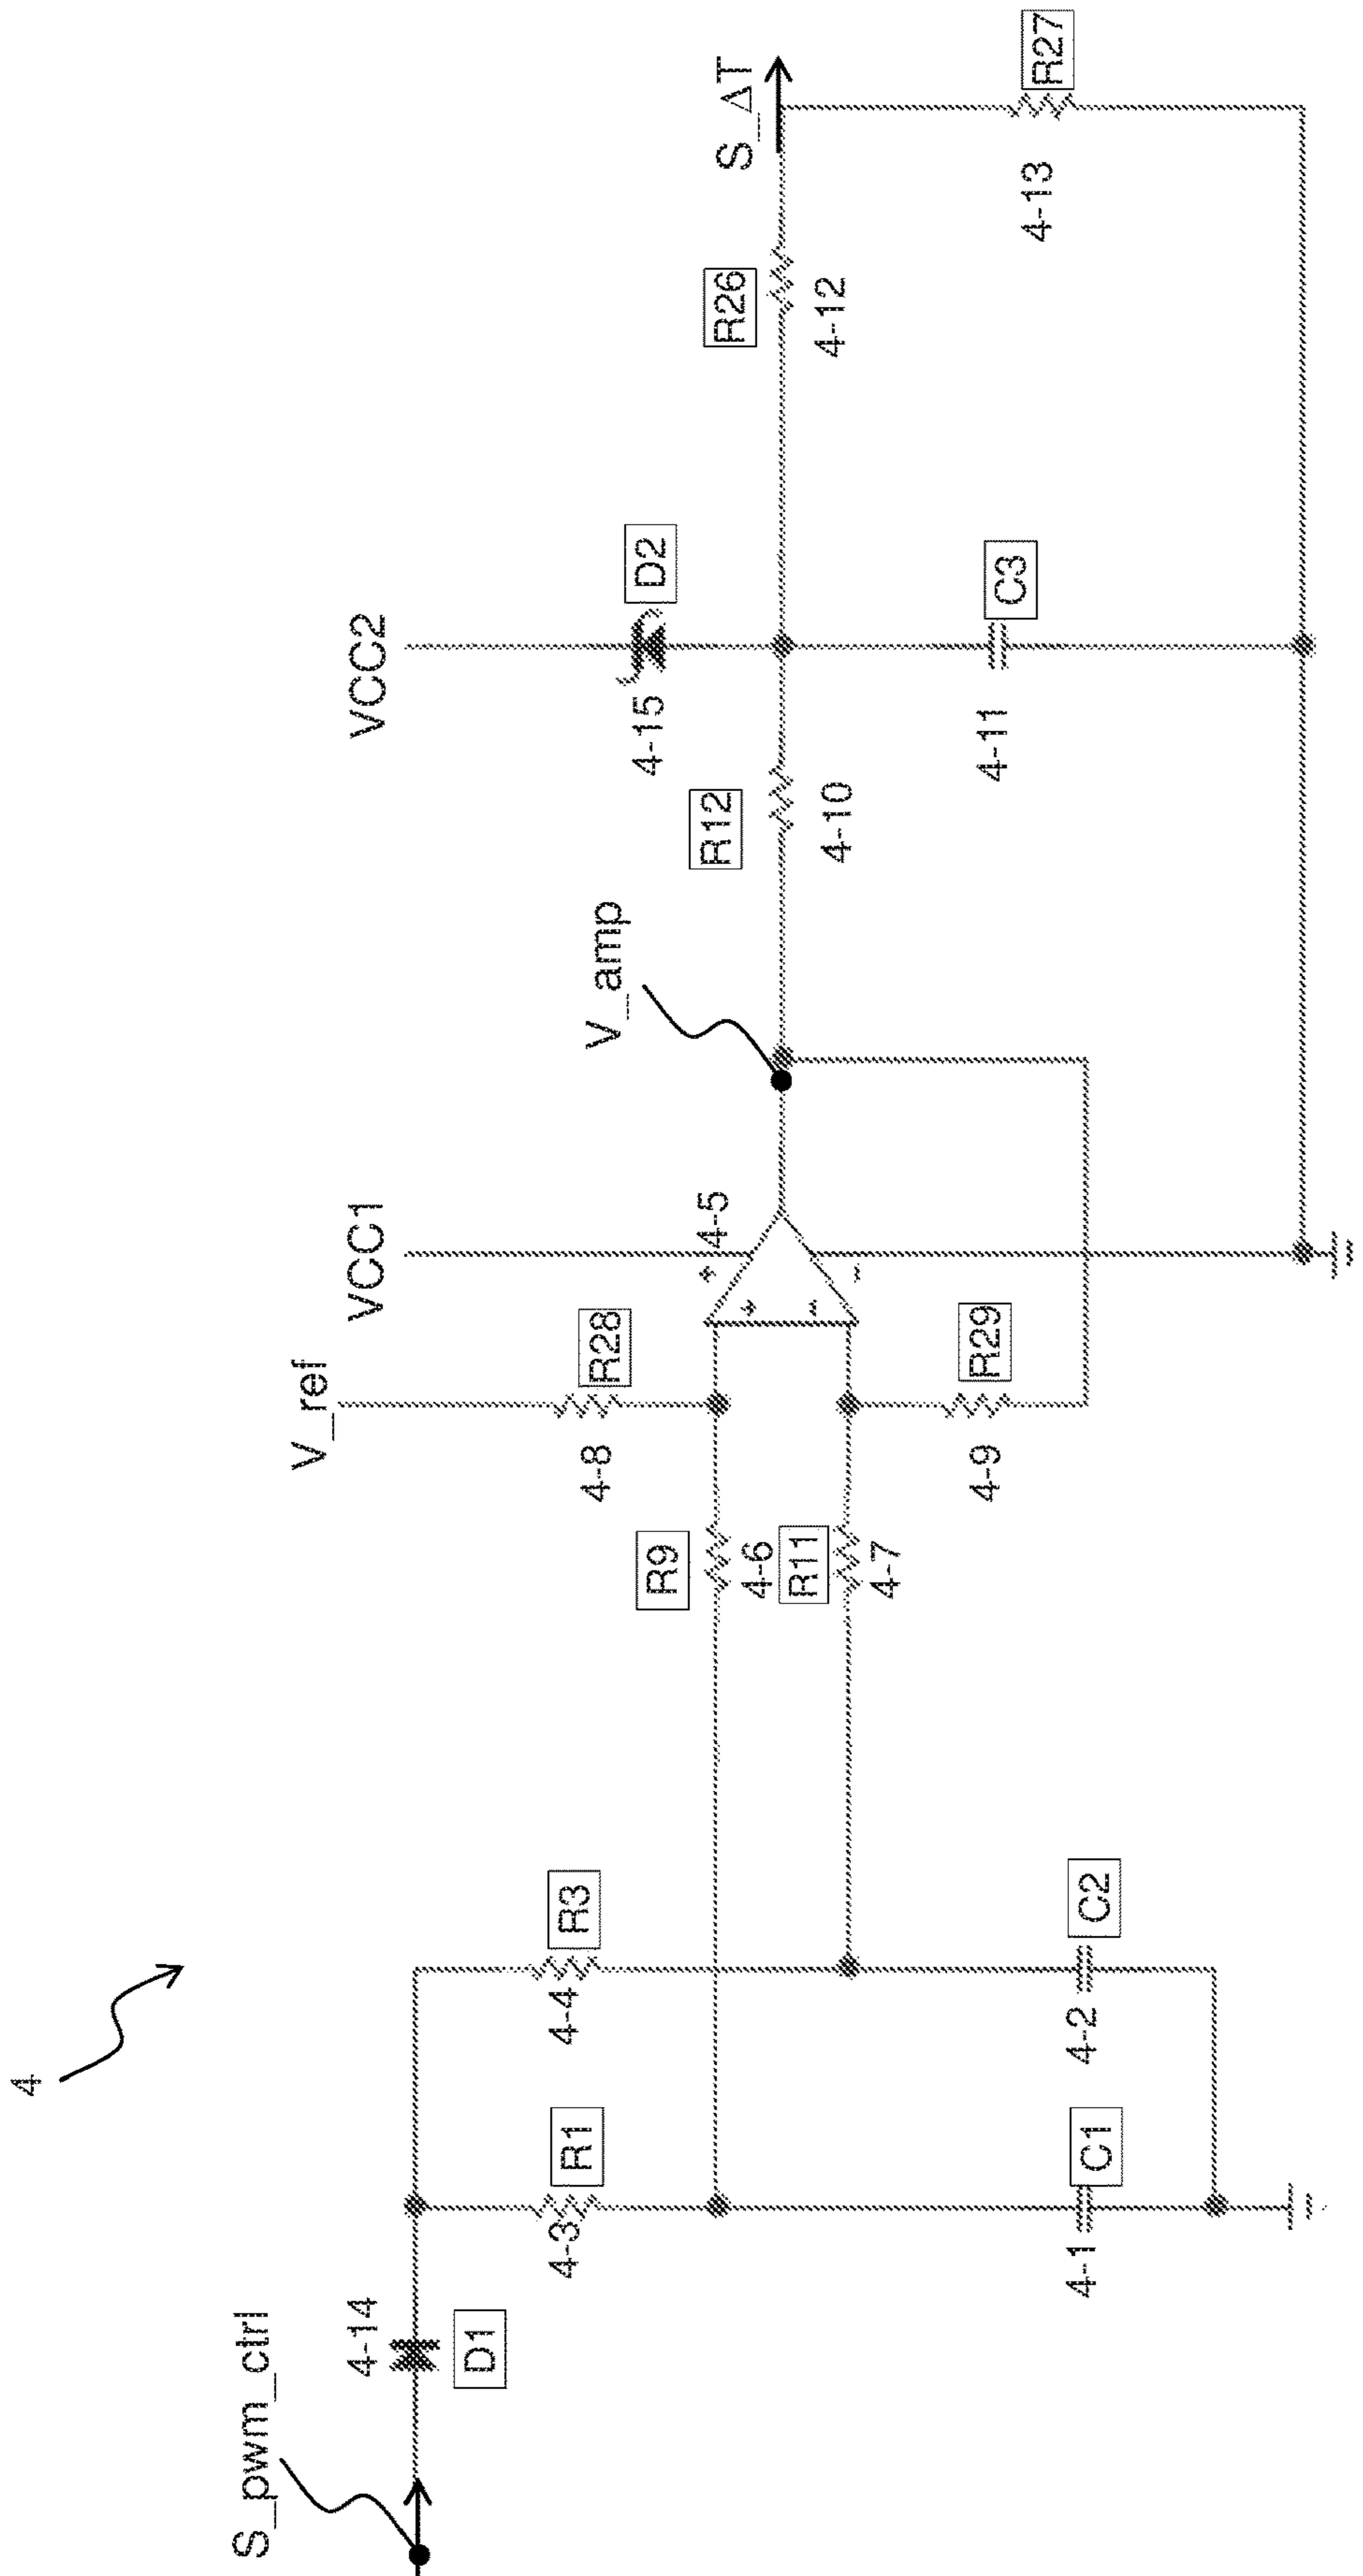 4
S_pwm_ctrl
4-14
D1
4-3
R1
4-4
R3
4-1
C1
4-2
C2
R9
4-6
R11
4-7
V_ref
4-8
R28
VCC1
4-5
+
+
-
-
4-9
R29
V_amp
R12
4-10
VCC2
4-15
D2
4-11
C3
R26
4-12
S_ΔT
4-13
R27